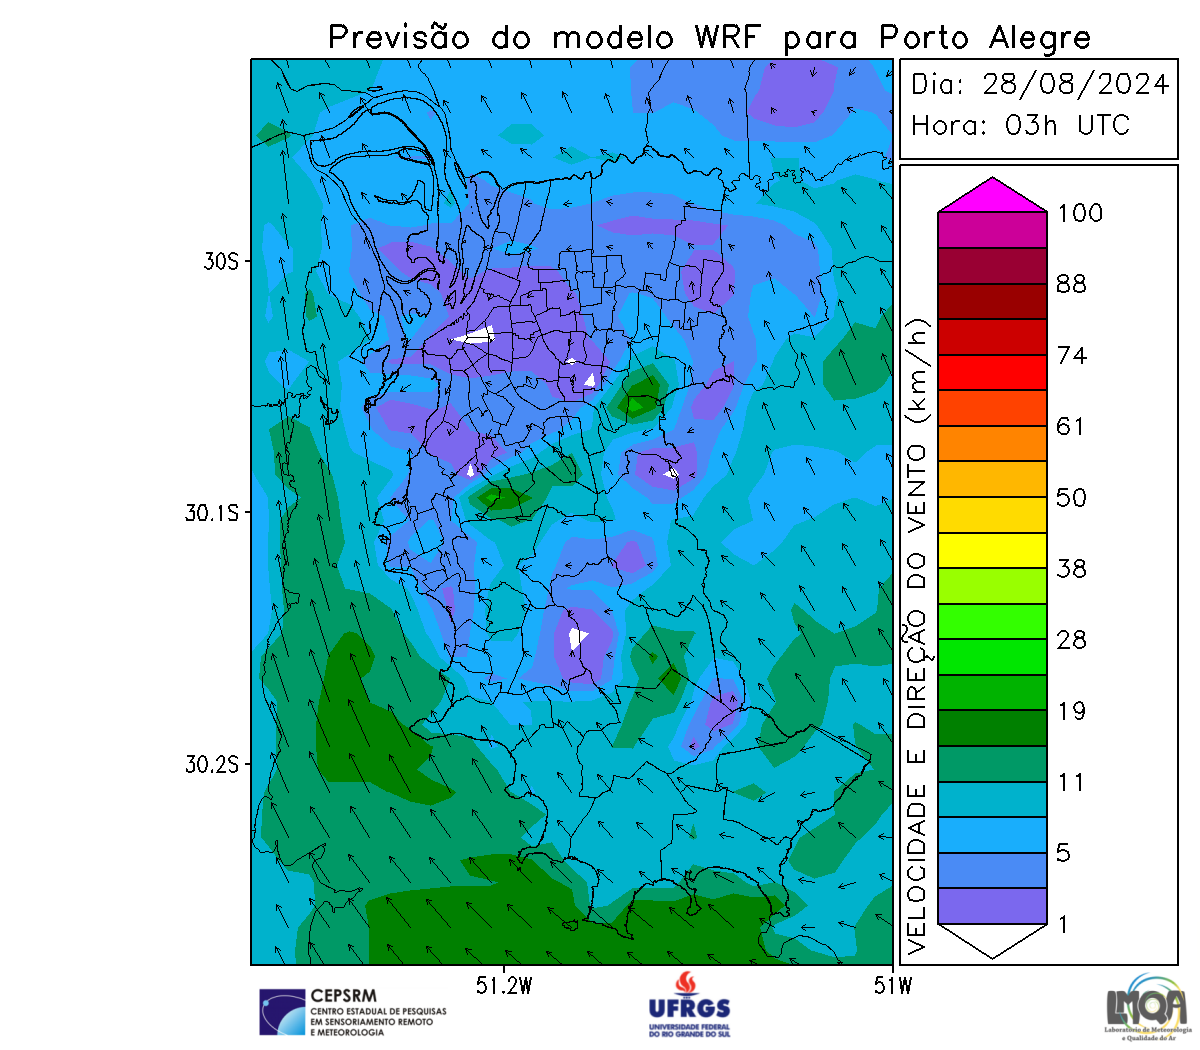 Previsão do modelo WRF para Porto Alegre
Dia: 28/08/2024
Hora: 03h UTC
30S
30.1S
30.2S
51.2W
51W
VELOCIDADE E DIREÇÃO DO VENTO (km/h)
100
88
74
61
50
38
28
19
11
5
1
CEPSRM
CENTRO ESTADUAL DE PESQUISAS
EM SENSORIAMENTO REMOTO
E METEOROLOGIA
UFRGS
UNIVERSIDADE FEDERAL
DO RIO GRANDE DO SUL
LMQA
Laboratório de Meteorologia
e Qualidade do Ar